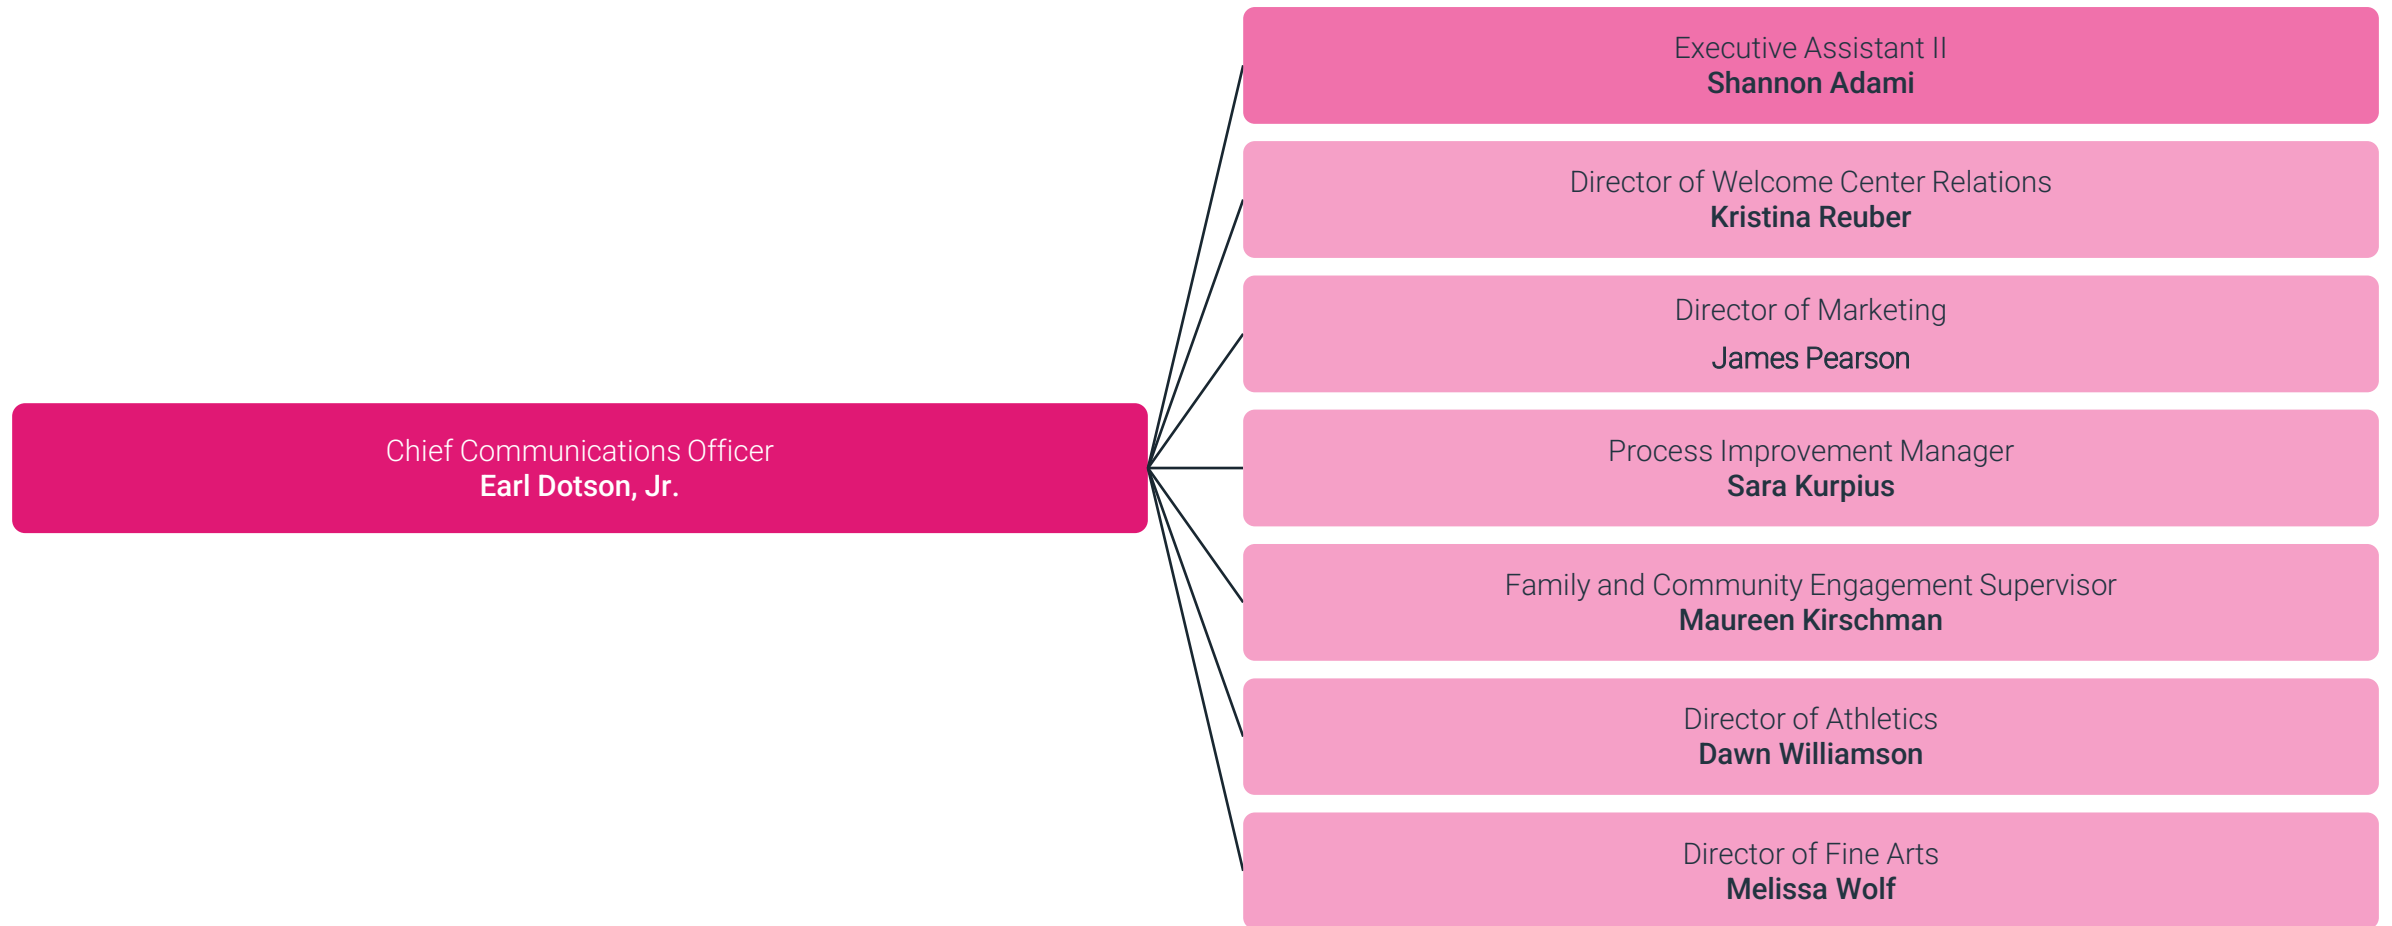 Executive Assistant II
Shannon Adami
Director of Welcome Center Relations
Kristina Reuber
Director of Marketing
James Pearson
Chief Communications Officer
Earl Dotson, Jr.
Process Improvement Manager
Sara Kurpius
Family and Community Engagement Supervisor
Maureen Kirschman
Director of Athletics
Dawn Williamson
Director of Fine Arts
Melissa Wolf